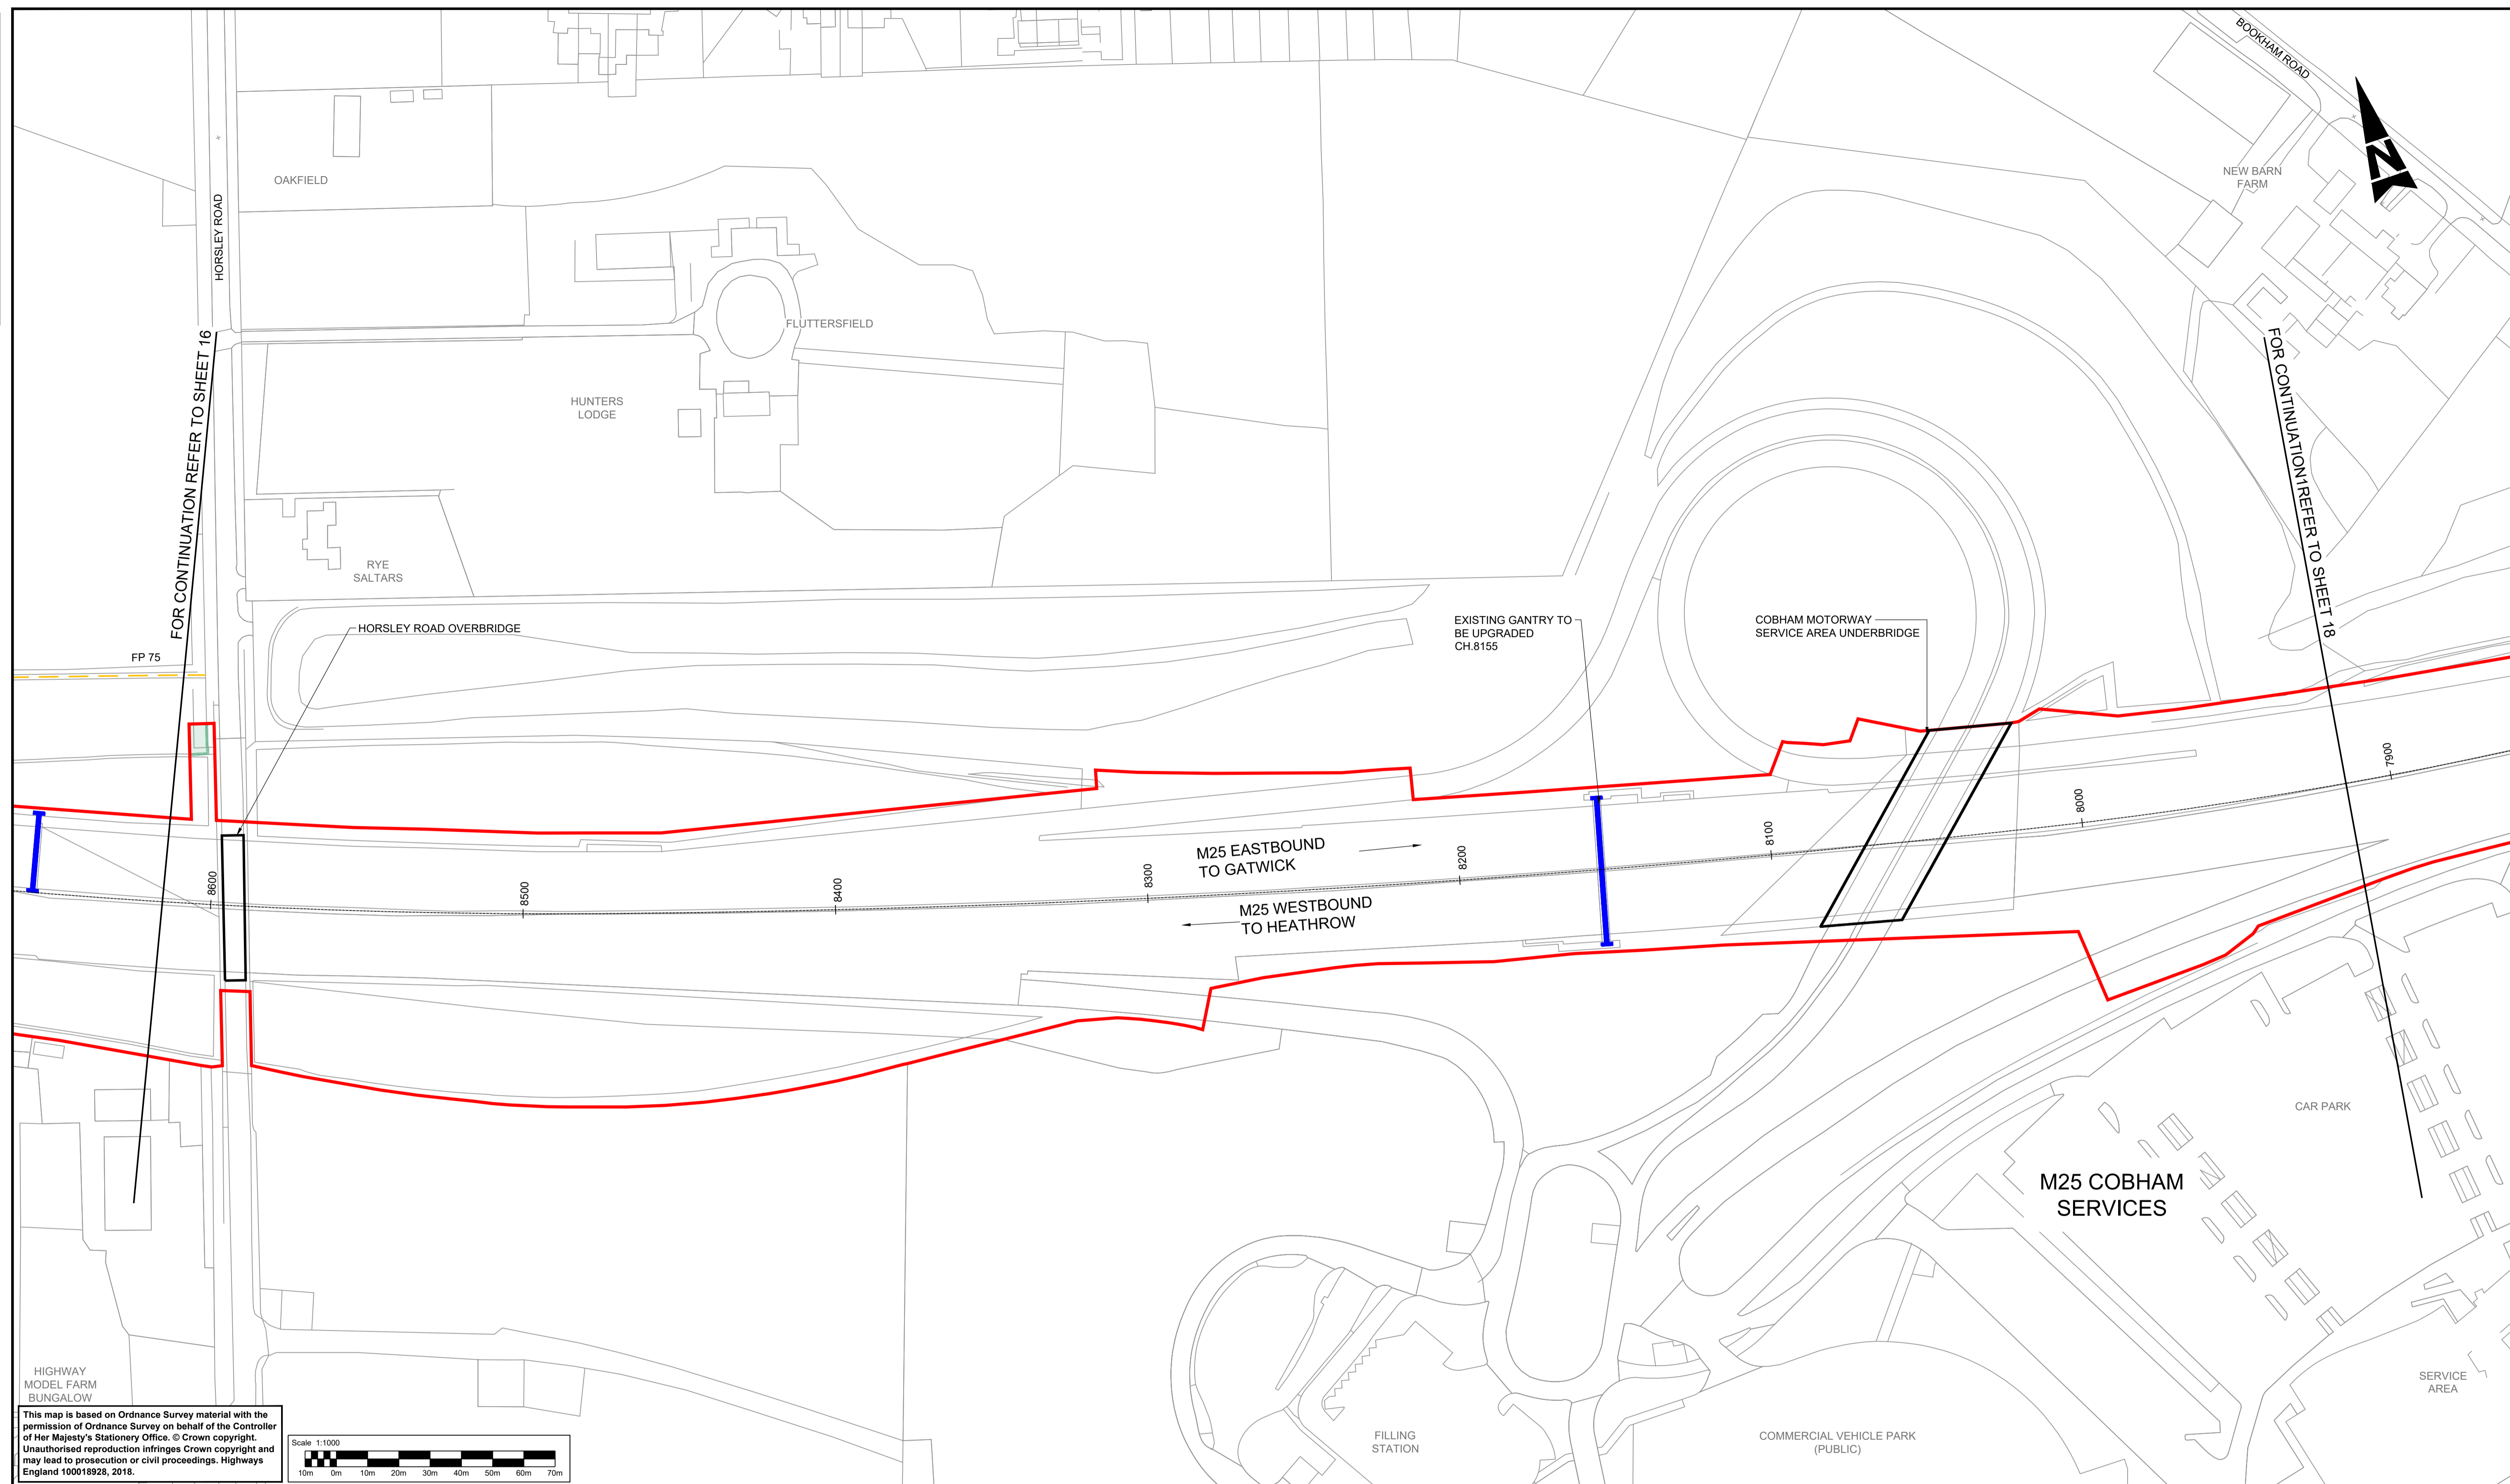 BOOKHAM ROAD
N
NEW BARN
FARM
OAKFIELD
HORSLEY ROAD
FLUTTERSFIELD
HUNTERS
LODGE
FOR CONTINUATION REFER TO SHEET 16
FOR CONTINUATION1REFER TO SHEET 18
RYE
SALTARS
HORSLEY ROAD OVERBRIDGE
EXISTING GANTRY TO
BE UPGRADED
CH.8155
COBHAM MOTORWAY
SERVICE AREA UNDERBRIDGE
FP 75
7900
8000
8100
8200
8300
8400
8500
8600
M25 EASTBOUND
TO GATWICK
M25 WESTBOUND
TO HEATHROW
CAR PARK
M25 COBHAM
SERVICES
HIGHWAY
MODEL FARM
BUNGALOW
SERVICE
AREA
FILLING
STATION
COMMERCIAL VEHICLE PARK
(PUBLIC)
This map is based on Ordnance Survey material with the
permission of Ordnance Survey on behalf of the Controller
of Her Majesty's Stationery Office. © Crown copyright.
Unauthorised reproduction infringes Crown copyright and
may lead to prosecution or civil proceedings. Highways
England 100018928, 2018.
Scale 1:1000
10m 0m 10m 20m 30m 40m 50m 60m 70m